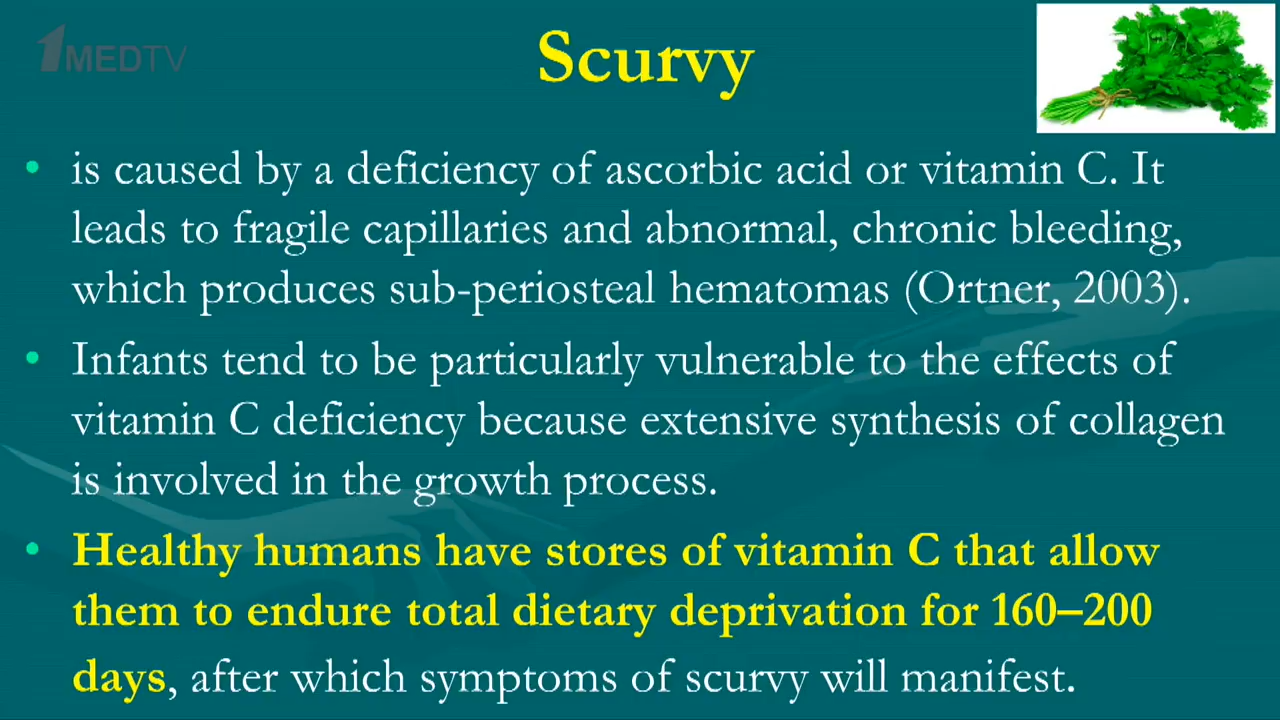 1MEDTV
Scurvy
• is caused by a deficiency of ascorbic acid or vitamin C. It
leads to fragile capillaries and abnormal, chronic bleeding,
which produces sub-periosteal hematomas (Ortner, 2003).
• Infants tend to be particularly vulnerable to the effects of
vitamin C deficiency because extensive synthesis of collagen
is involved in the growth process.
• Healthy humans have stores of vitamin C that allow
them to endure total dietary deprivation for 160–200
days, after which symptoms of scurvy will manifest.